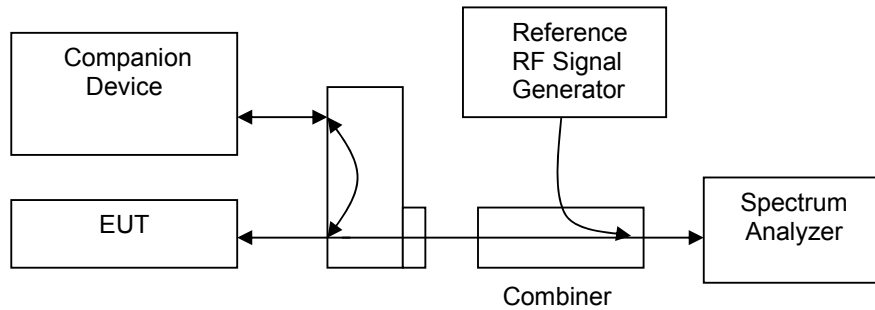 Companion
Device
Reference
RF Signal
Generator
EUT
Spectrum
Analyzer
Combiner